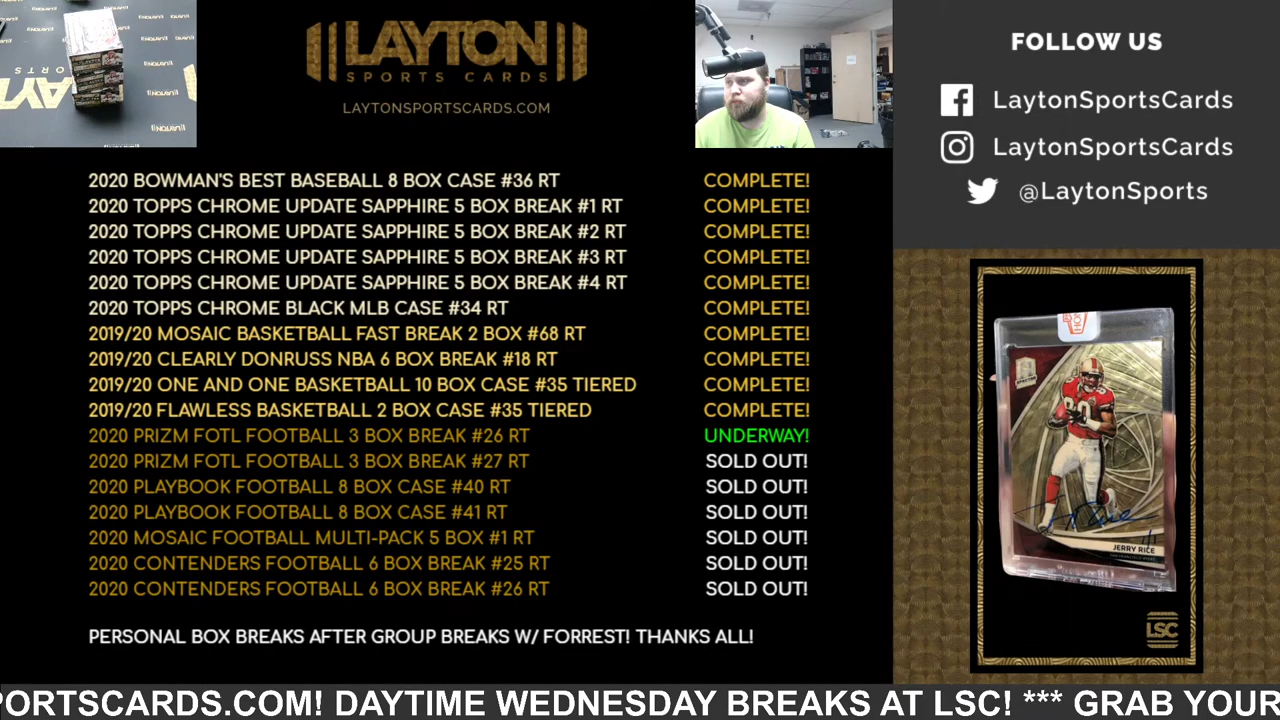 LAYTON
SPORTS CARDS
LAYTONSPORTSCARDS.COM
FOLLOW US
LaytonSportsCards
LaytonSportsCards
@LaytonSports
2020 BOWMAN'S BEST BASEBALL 8 BOX CASE #36 RT COMPLETE!
2020 TOPPS CHROME UPDATE SAPPHIRE 5 BOX BREAK #1 RT COMPLETE!
2020 TOPPS CHROME UPDATE SAPPHIRE 5 BOX BREAK #2 RT COMPLETE!
2020 TOPPS CHROME UPDATE SAPPHIRE 5 BOX BREAK #3 RT COMPLETE!
2020 TOPPS CHROME UPDATE SAPPHIRE 5 BOX BREAK #4 RT COMPLETE!
2020 TOPPS CHROME BLACK MLB CASE #34 RT COMPLETE!
2019/20 MOSAIC BASKETBALL FAST BREAK 2 BOX #68 RT COMPLETE!
2019/20 CLEARLY DONRUSS NBA 6 BOX BREAK #18 RT COMPLETE!
2019/20 ONE AND ONE BASKETBALL 10 BOX CASE #35 TIERED COMPLETE!
2019/20 FLAWLESS BASKETBALL 2 BOX CASE #35 TIERED COMPLETE!
2020 PRIZM FOTL FOOTBALL 3 BOX BREAK #26 RT UNDERWAY!
2020 PRIZM FOTL FOOTBALL 3 BOX BREAK #27 RT SOLD OUT!
2020 PLAYBOOK FOOTBALL 8 BOX CASE #40 RT SOLD OUT!
2020 PLAYBOOK FOOTBALL 8 BOX CASE #41 RT SOLD OUT!
2020 MOSAIC FOOTBALL MULTI-PACK 5 BOX #1 RT SOLD OUT!
2020 CONTENDERS FOOTBALL 6 BOX BREAK #25 RT SOLD OUT!
2020 CONTENDERS FOOTBALL 6 BOX BREAK #26 RT SOLD OUT!
PERSONAL BOX BREAKS AFTER GROUP BREAKS W/ FORREST! THANKS ALL!
SPECTRA
JERRY RICE
LSC
PORTSCARDS.COM! DAYTIME WEDNESDAY BREAKS AT LSC! *** GRAB YOUR